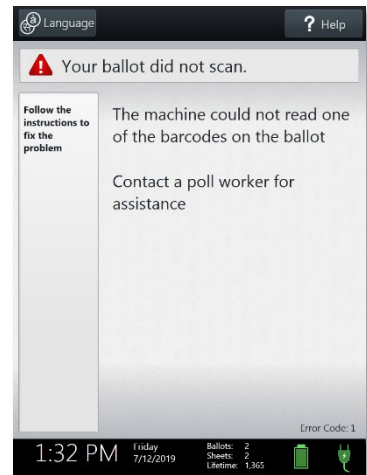 Language
? Help
Your ballot did not scan.
Follow the
instructions to
fix the
problem
The machine could not read one
of the barcodes on the ballot
Contact a poll worker for
assistance
Error Code: 1
1:32 PM
Friday
7/12/2019
Ballots: 2
Sheets: 2
Lifetime: 1,365